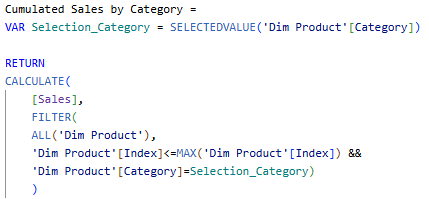 Cumulated Sales by Category =
VAR Selection_Category = SELECTEDVALUE('Dim Product'[Category])
RETURN
CALCULATE(
[Sales],
FILTER(
ALL('Dim Product'),
'Dim Product'[Index]<=MAX('Dim Product'[Index]) &&
'Dim Product'[Category]=Selection_Category)
)